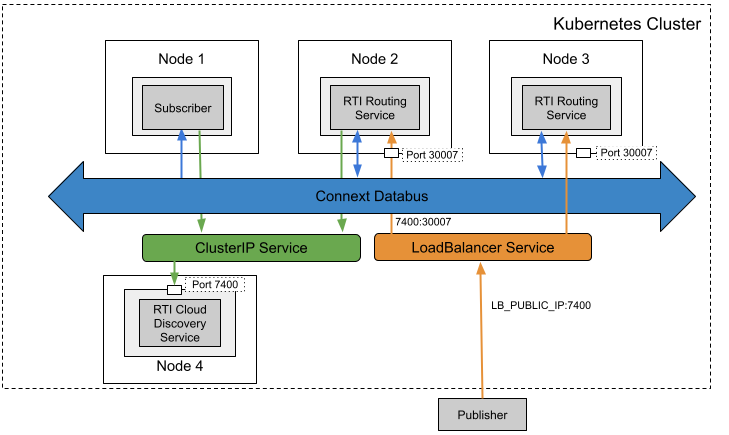 Kubernetes Cluster
Node 1
Node 2
Node 3
Subscriber
RTI Routing
Service
RTI Routing
Service
Port 30007
Port 30007
Connext Databus
7400:30007
ClusterIP Service
LoadBalancer Service
Port 7400
RTI Cloud
Discovery
Service
LB_PUBLIC_IP:7400
Node 4
Publisher